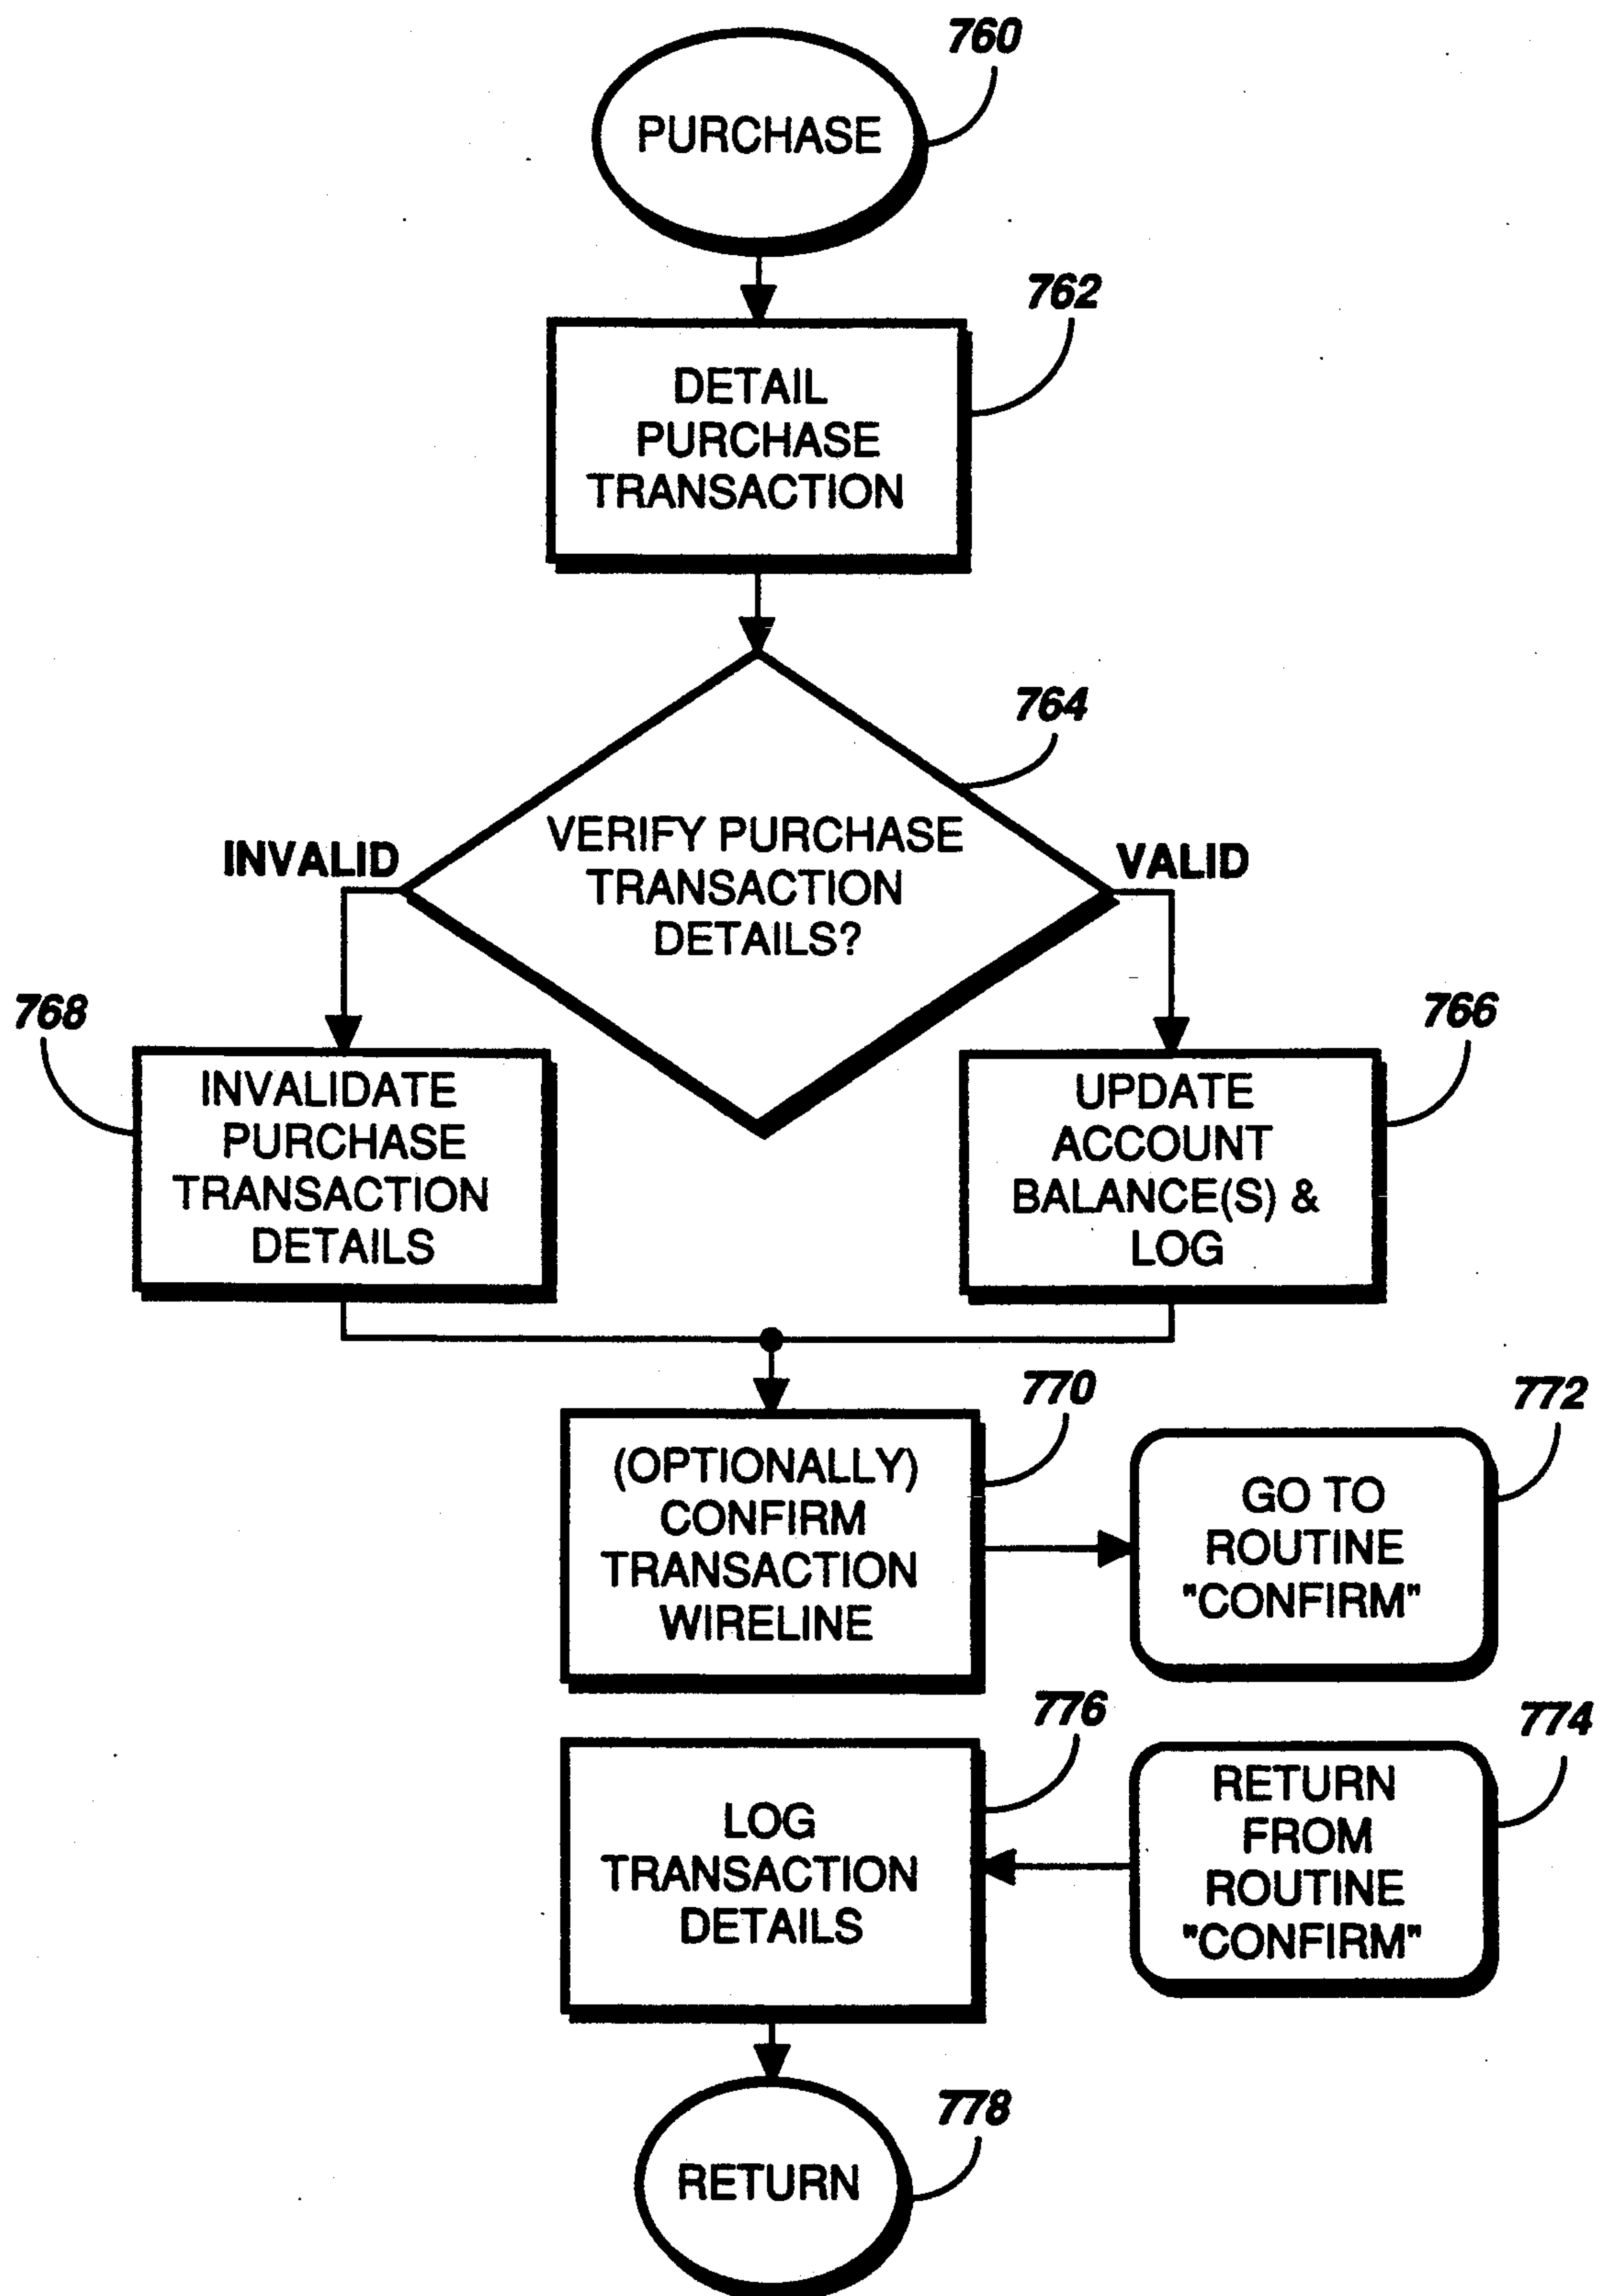 760
PURCHASE
762
DETAIL
PURCHASE
TRANSACTION
764
VERIFY PURCHASE
TRANSACTION
DETAILS?
INVALID
VALID
768
INVALIDATE
PURCHASE
TRANSACTION
DETAILS
766
UPDATE
ACCOUNT
BALANCE(S) &
LOG
770
(OPTIONALLY)
CONFIRM
TRANSACTION
WIRELINE
772
GO TO
ROUTINE
"CONFIRM"
776
LOG
TRANSACTION
DETAILS
774
RETURN
FROM
ROUTINE
"CONFIRM"
778
RETURN